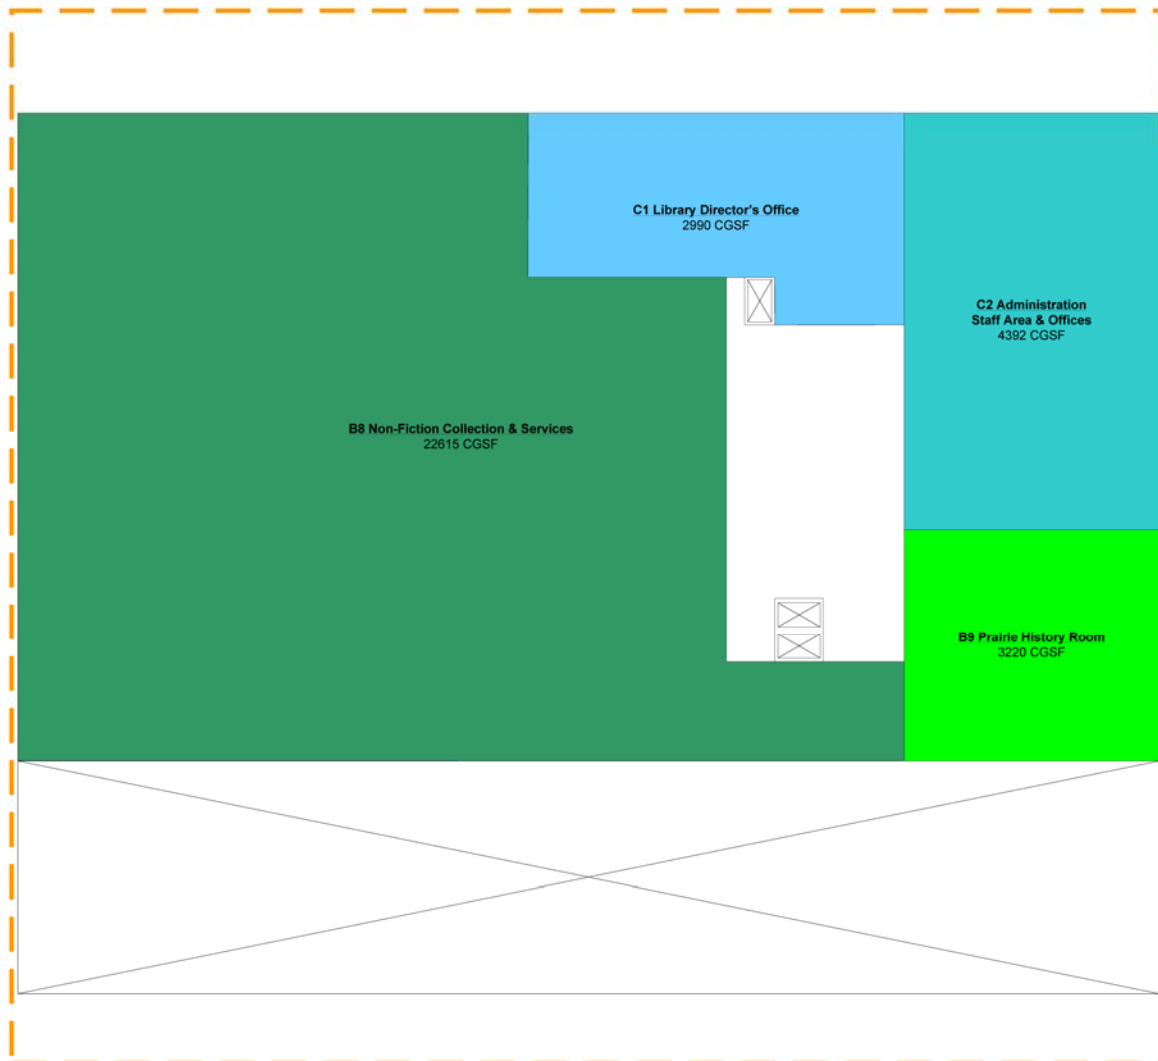 C1 Library Director's Office
2990 CGSF
C2 Administration
Staff Area & Offices
4392 CGSF
B8 Non-Fiction Collection & Services
22615 CGSF
B9 Prairie History Room
3220 CGSF